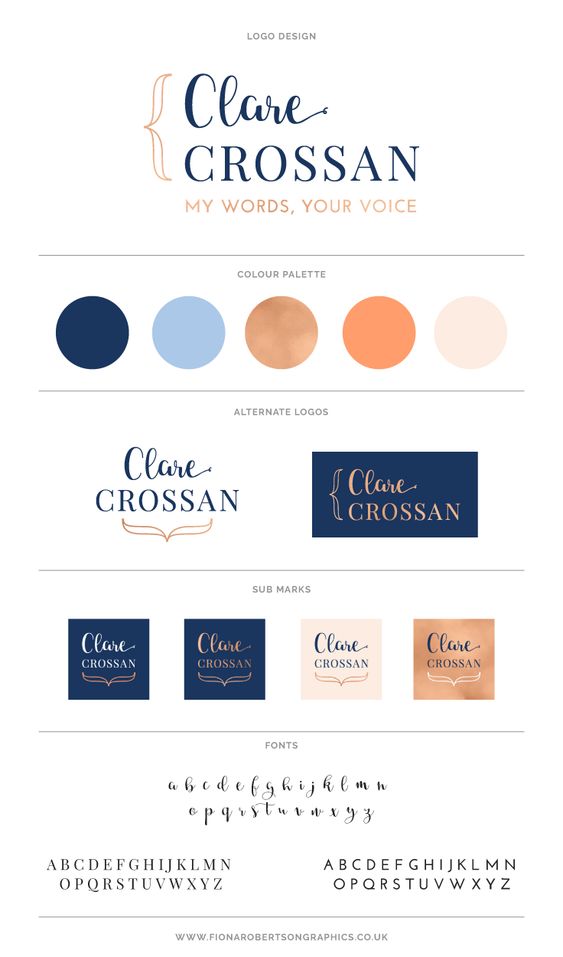 LOGO DESIGN
Clare
CROSSAN
MY WORDS, YOUR VOICE
COLOUR PALETTE
ALTERNATE LOGOS
Clare
CROSSAN
Clare
CROSSAN
SUB MARKS
Clare
CROSSAN
Clare
CROSSAN
Clare
CROSSAN
Clare
CROSSAN
FONTS
a b c d e f g h i j k l m n
o p q r s t u v w x y z
A B C D E F G H I J K L M N
O P Q R S T U V W X Y Z
A B C D E F G H I J K L M N
O P Q R S T U V W X Y Z
WWW.FIONAROBERTSONGRAPHICS.CO.UK